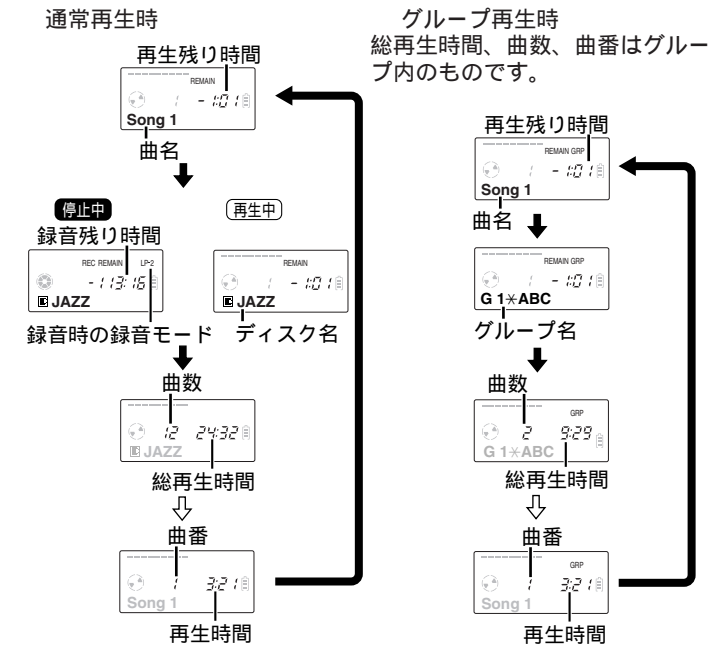 通常再生時
再生残り時間
REMAIN
1 - 1:01
Song 1
曲名
停止中
録音残り時間
REC REMAIN LP-2
- 113:16
JAZZ
録音時の録音モード
再生中
REMAIN
1 - 1:01
JAZZ
ディスク名
曲数
12 24:32
JAZZ
総再生時間
曲番
1 3:21
Song 1
再生時間
グループ再生時
総再生時間、曲数、曲番はグルー
プ内のものです。
再生残り時間
REMAIN GRP
1 - 1:01
Song 1
曲名
REMAIN GRP
1 - 1:01
G 1✳ABC
グループ名
曲数
GRP
2 9:29
G 1✳ABC
総再生時間
曲番
GRP
1 3:21
Song 1
再生時間